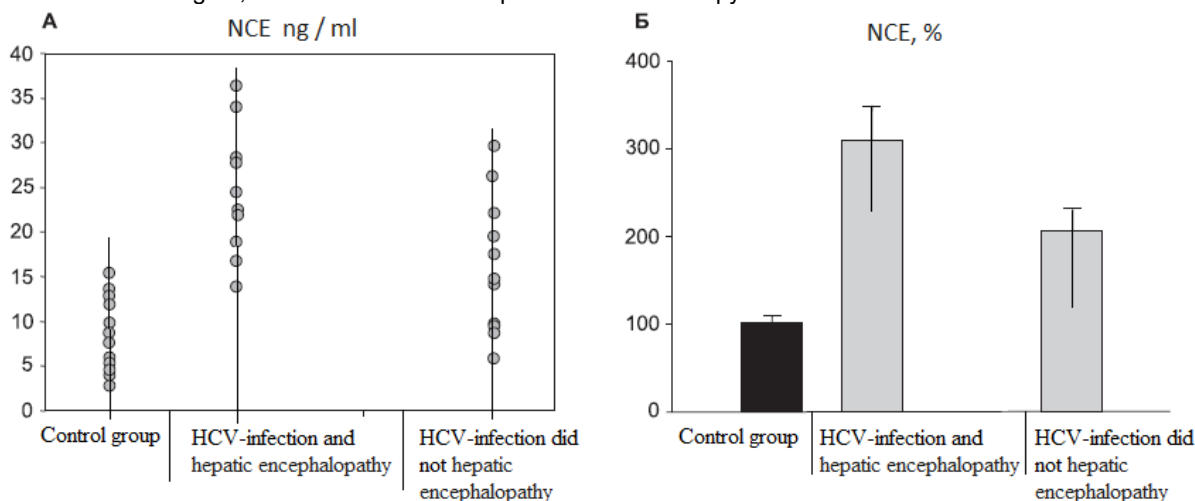 А
NCE ng / ml
40
35
30
25
20
15
10
5
0
Control group
HCV-infection and
hepatic encephalopathy
HCV-infection did
not hepatic
encephalopathy
Б
NCE, %
400
300
200
100
0
Control group
HCV-infection and
hepatic encephalopathy
HCV-infection did
not hepatic
encephalopathy